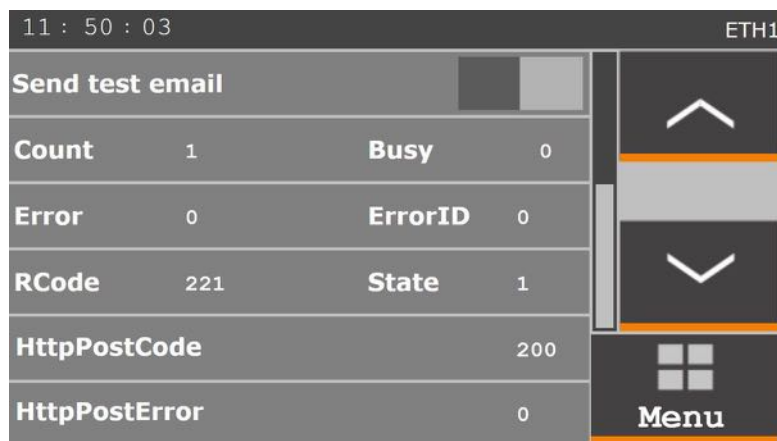 11 : 50 : 03 ETH1
Send test email
Count 1 Busy 0
Error 0 ErrorID 0
RCode 221 State 1
HttpPostCode 200
HttpPostError 0
Menu